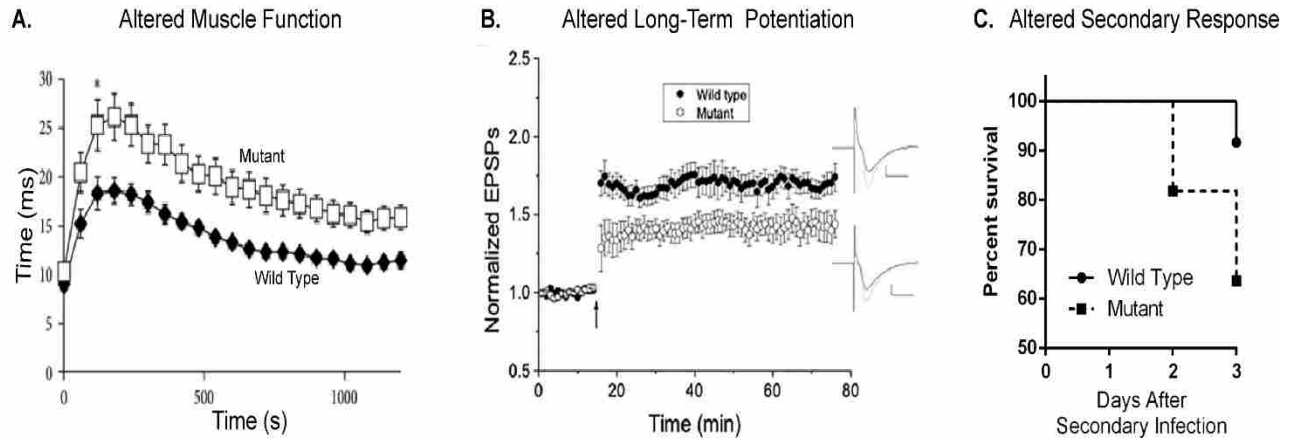 A. Altered Muscle Function
Time (ms)
30
25
20
15
10
5
0
*
Mutant
Wild Type
0 500 1000
Time (s)
B. Altered Long-Term Potentiation
Normalized EPSPs
2.5
2.0
1.5
1.0
0.5
Wild type
Mutant
0 20 40 60 80
Time (min)
C. Altered Secondary Response
Percent survival
100
90
80
70
60
50
Wild Type
Mutant
0 1 2 3
Days After
Secondary Infection